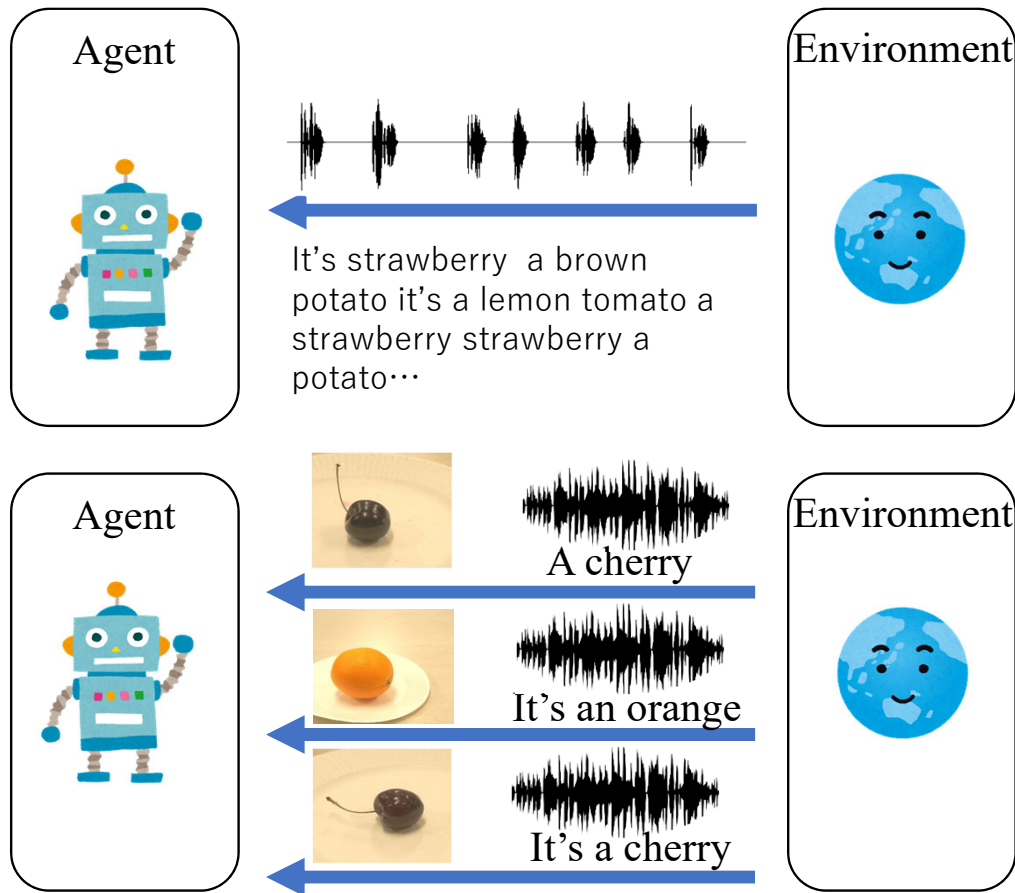 Agent
Environment
It's strawberry  a brown
potato it's a lemon tomato a
strawberry strawberry a
potato…
Agent
Environment
A cherry
It's an orange
It's a cherry